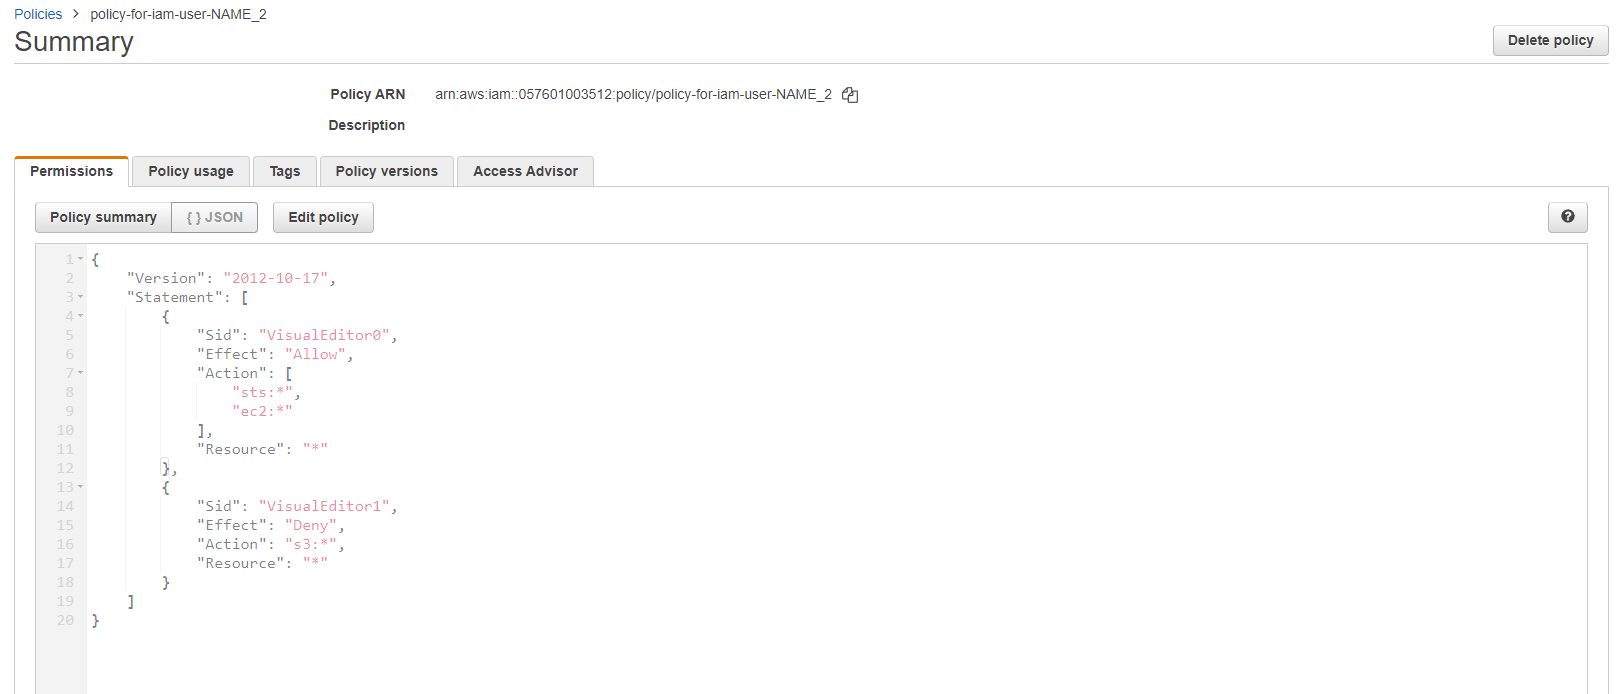 Policies > policy-for-iam-user-NAME_2
Summary
Delete policy
Policy ARN arn:aws:iam::057601003512:policy/policy-for-iam-user-NAME_2
Description
Permissions Policy usage Tags Policy versions Access Advisor
Policy summary { } JSON Edit policy ?
1 {
2     "Version": "2012-10-17",
3     "Statement": [
4         {
5             "Sid": "VisualEditor0",
6             "Effect": "Allow",
7             "Action": [
8                 "sts:*",
9                 "ec2:*"
10             ],
11             "Resource": "*"
12         },
13         {
14             "Sid": "VisualEditor1",
15             "Effect": "Deny",
16             "Action": "s3:*",
17             "Resource": "*"
18         }
19     ]
20 }